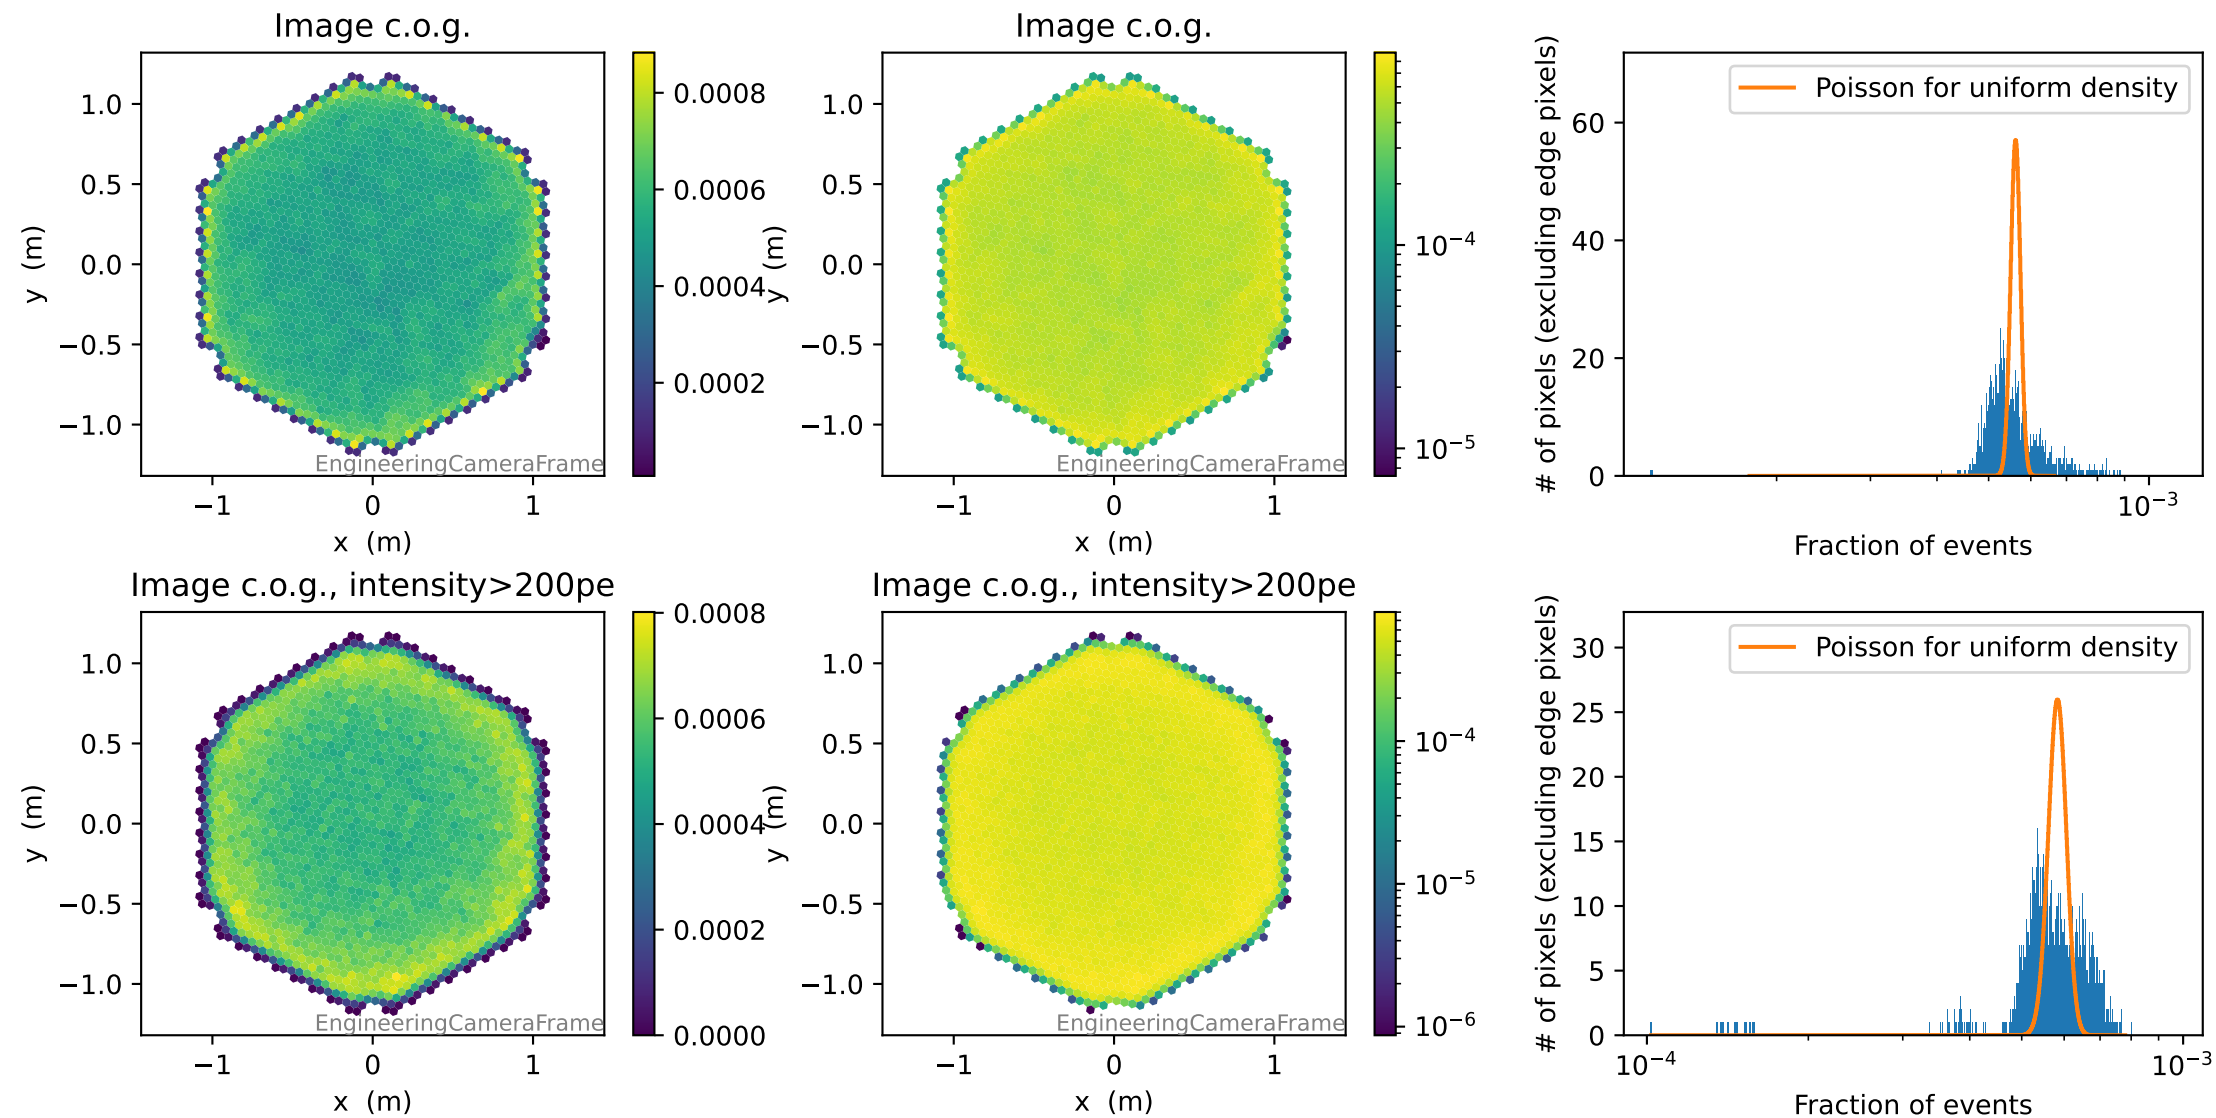 Image c.o.g.
y (m)
1.0
0.5
0.0
−0.5
−1.0
EngineeringCameraFrame
−1 0 1
x (m)
0.0008
0.0006
0.0004
0.0002
Image c.o.g.
y (m)
1.0
0.5
0.0
−0.5
−1.0
EngineeringCameraFrame
−1 0 1
x (m)
10−4
10−5
# of pixels (excluding edge pixels)
60
40
20
0
Poisson for uniform density
10−3
Fraction of events
Image c.o.g., intensity>200pe
y (m)
1.0
0.5
0.0
−0.5
−1.0
EngineeringCameraFrame
−1 0 1
x (m)
0.0008
0.0006
0.0004
0.0002
0.0000
Image c.o.g., intensity>200pe
y (m)
1.0
0.5
0.0
−0.5
−1.0
EngineeringCameraFrame
−1 0 1
x (m)
10−4
10−5
10−6
# of pixels (excluding edge pixels)
30
25
20
15
10
5
0
Poisson for uniform density
10−4 10−3
Fraction of events